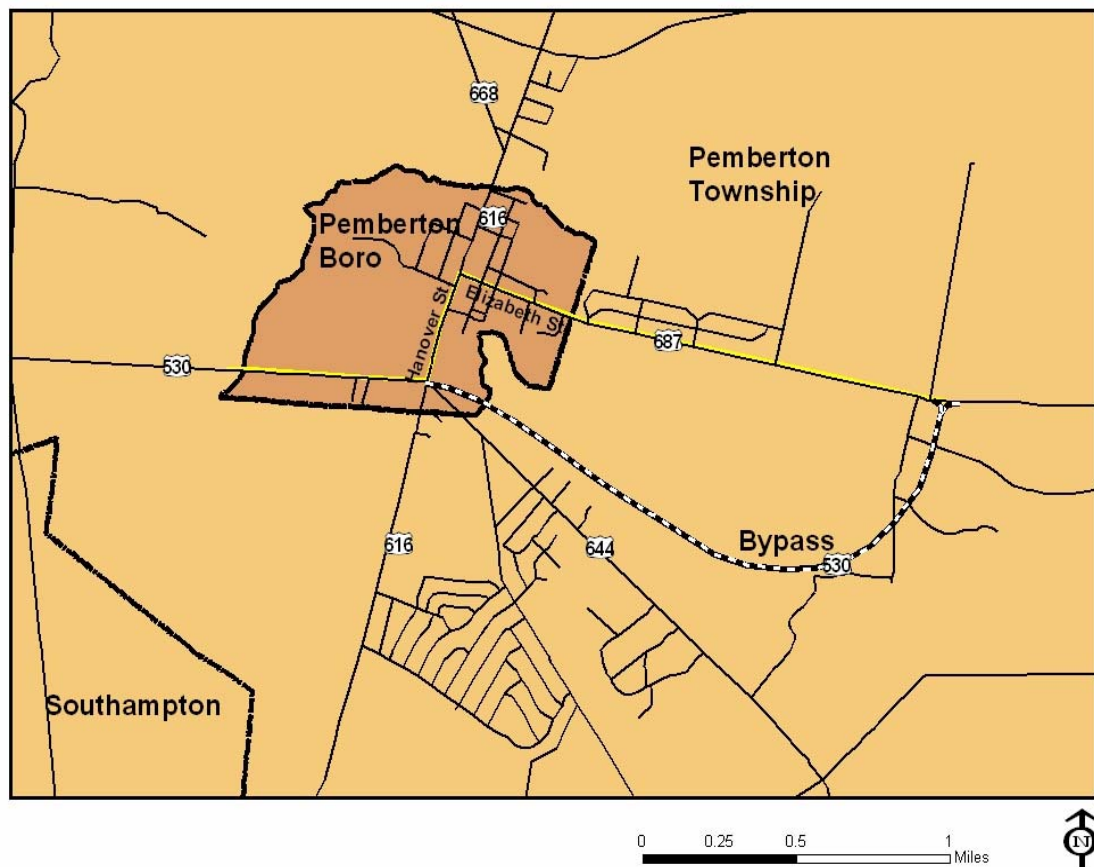 668
Pemberton
Township
616
Pemberton
Boro
Elizabeth St
Hanover St
687
530
616
644
Bypass
530
Southampton
0 0.25 0.5 1
Miles
N